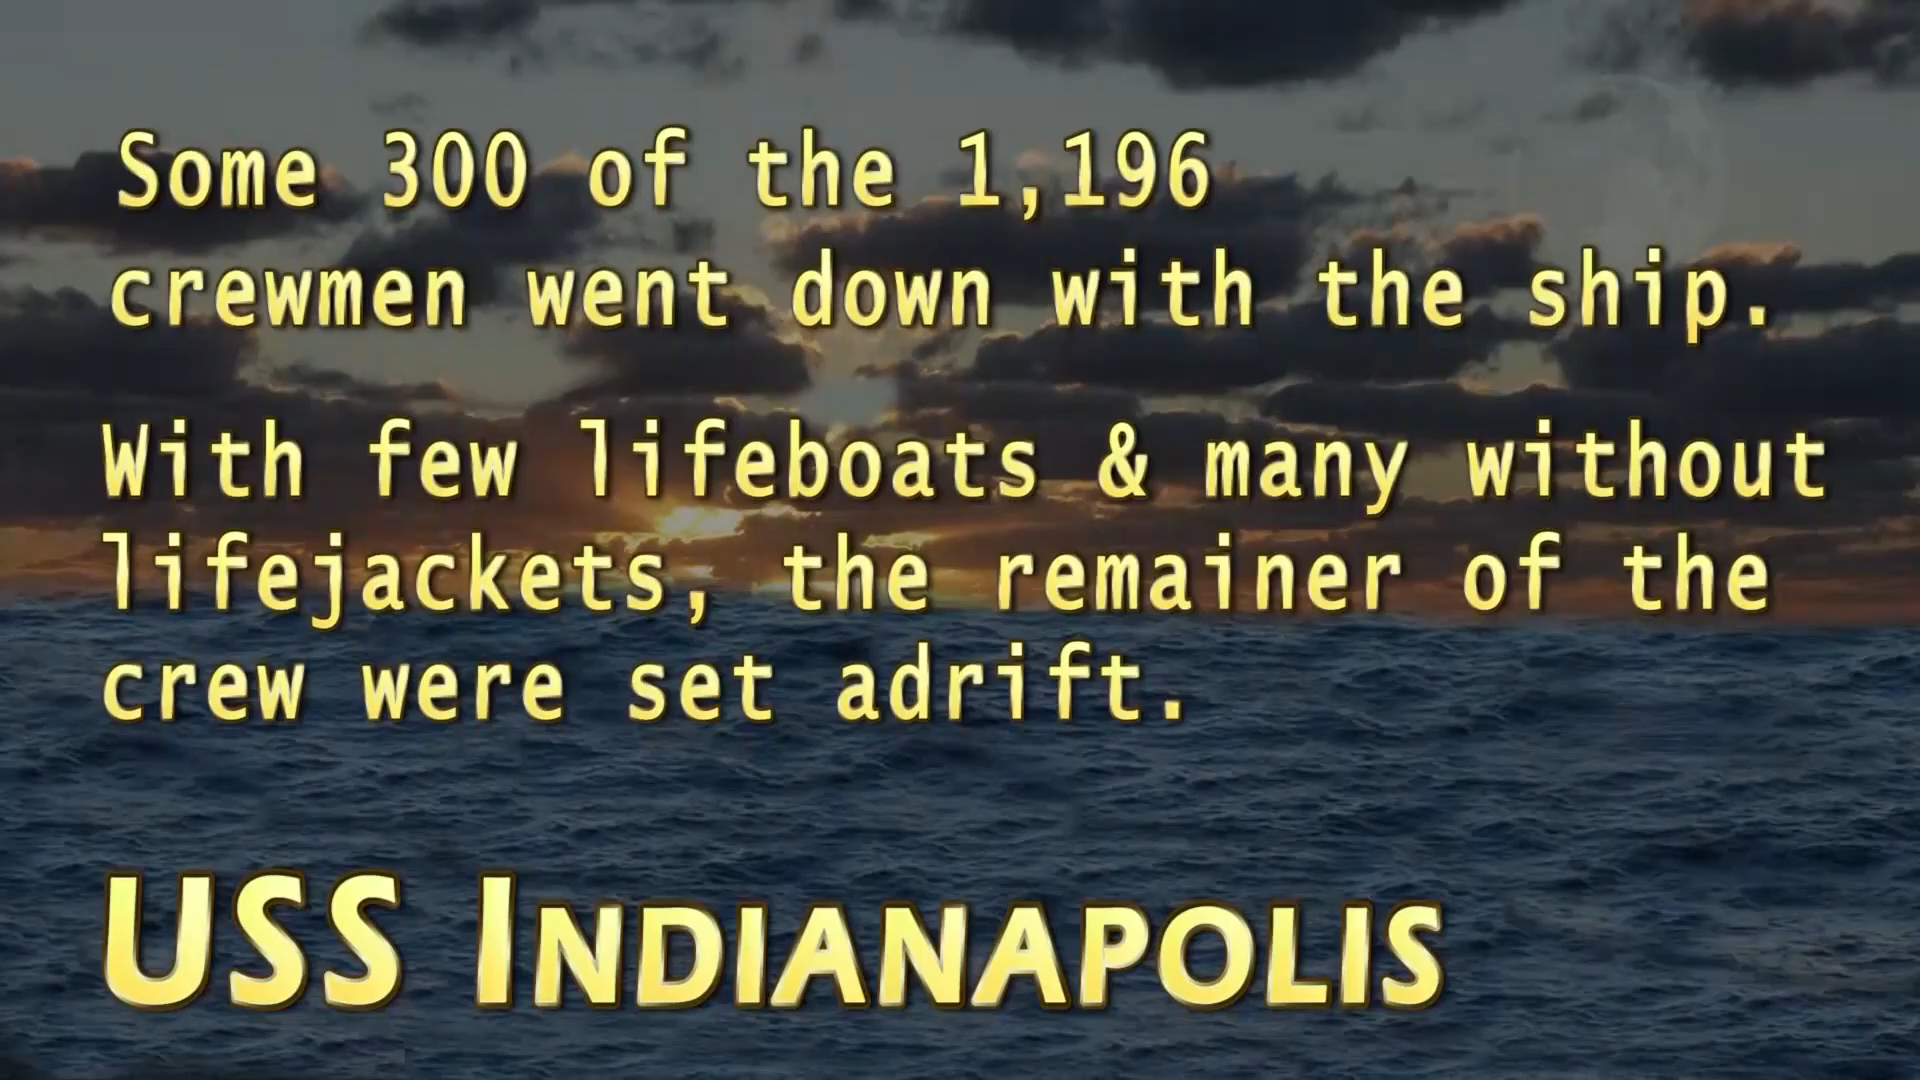 Some 300 of the 1,196
crewmen went down with the ship.
With few lifeboats & many without
lifejackets, the remainer of the
crew were set adrift.
USS INDIANAPOLIS